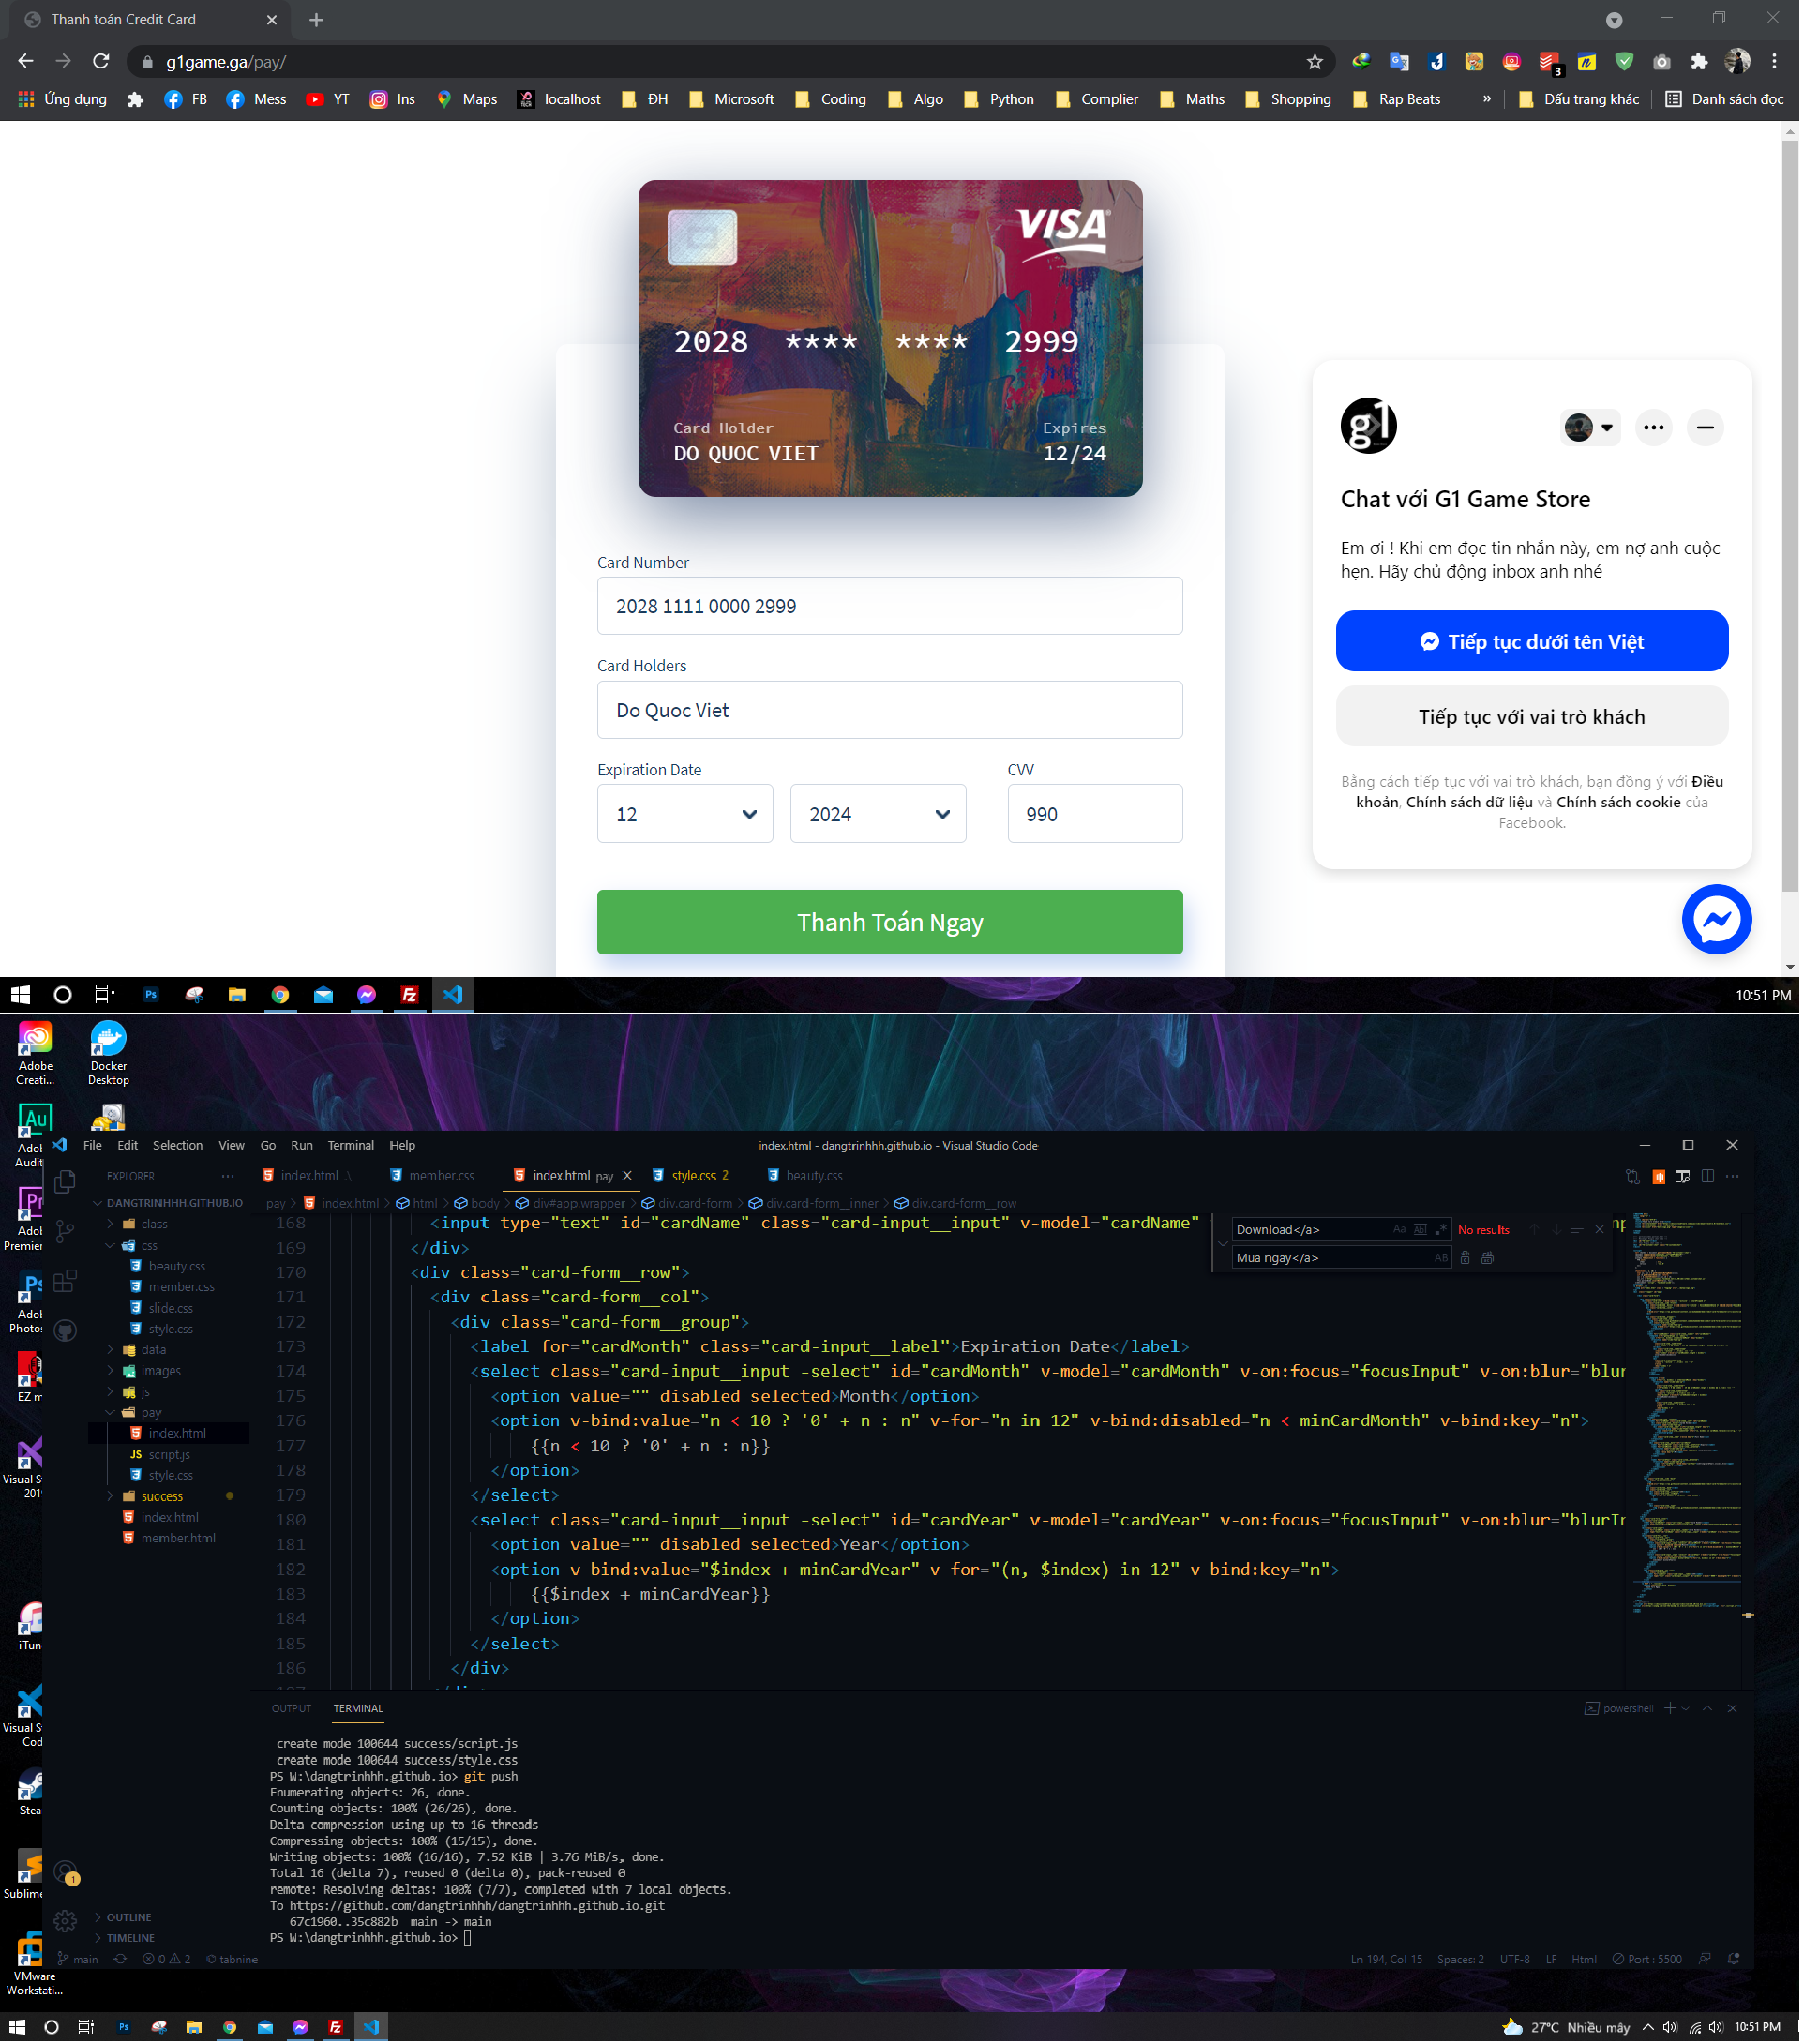 Thanh toán Credit Card
g1game.ga/pay/
3
Ứng dụng FB Mess YT Ins Maps localhost ĐH Microsoft Coding Algo Python Complier Maths Shopping Rap Beats » Dấu trang khác Danh sách đọc
VISA
2028 **** **** 2999
Card Holder Expires
DO QUOC VIET 12/24
Card Number
2028 1111 0000 2999
Card Holders
Do Quoc Viet
Expiration Date CVV
12 2024 990
Thanh Toán Ngay
g1
Chat với G1 Game Store
Em ơi ! Khi em đọc tin nhắn này, em nợ anh cuộc
hẹn. Hãy chủ động inbox anh nhé
Tiếp tục dưới tên Việt
Tiếp tục với vai trò khách
Bằng cách tiếp tục với vai trò khách, bạn đồng ý với Điều
khoản, Chính sách dữ liệu và Chính sách cookie của
Facebook.
10:51 PM
Adobe
Creati...
Docker
Desktop
Adob
Audit
Adob
Premier
Adob
Photos
EZ m
Visual S
201
iTun
Visual St
Cod
Stea
Sublime
VMware
Workstati...
File Edit Selection View Go Run Terminal Help
index.html - dangtrinhhh.github.io - Visual Studio Code
EXPLORER
index.html .\ member.css index.html pay style.css 2 beauty.css
DANGTRINHHH.GITHUB.IO
class
css
beauty.css
member.css
slide.css
style.css
data
images
js
pay
index.html
script.js
style.css
success
index.html
member.html
OUTLINE
TIMELINE
pay > index.html > html > body > div#app.wrapper > div.card-form > div.card-form__inner > div.card-form__row
Download</a> No results
Mua ngay</a>
168 <input type="text" id="cardName" class="card-input__input" v-model="cardName"
169 </div>
170 <div class="card-form__row">
171 <div class="card-form__col">
172 <div class="card-form__group">
173 <label for="cardMonth" class="card-input__label">Expiration Date</label>
174 <select class="card-input__input -select" id="cardMonth" v-model="cardMonth" v-on:focus="focusInput" v-on:blur="blur
175 <option value="" disabled selected>Month</option>
176 <option v-bind:value="n < 10 ? '0' + n : n" v-for="n in 12" v-bind:disabled="n < minCardMonth" v-bind:key="n">
177 {{n < 10 ? '0' + n : n}}
178 </option>
179 </select>
180 <select class="card-input__input -select" id="cardYear" v-model="cardYear" v-on:focus="focusInput" v-on:blur="blurIn
181 <option value="" disabled selected>Year</option>
182 <option v-bind:value="$index + minCardYear" v-for="(n, $index) in 12" v-bind:key="n">
183 {{$index + minCardYear}}
184 </option>
185 </select>
186 </div>
OUTPUT TERMINAL powershell
create mode 100644 success/script.js
create mode 100644 success/style.css
PS W:\dangtrinhhh.github.io> git push
Enumerating objects: 26, done.
Counting objects: 100% (26/26), done.
Delta compression using up to 16 threads
Compressing objects: 100% (15/15), done.
Writing objects: 100% (16/16), 7.52 KiB | 3.76 MiB/s, done.
Total 16 (delta 7), reused 0 (delta 0), pack-reused 0
remote: Resolving deltas: 100% (7/7), completed with 7 local objects.
To https://github.com/dangtrinhhh/dangtrinhhh.github.io.git
67c1960..35c882b main -> main
PS W:\dangtrinhhh.github.io>
main 0 2 tabnine Ln 194, Col 15 Spaces: 2 UTF-8 LF Html Port : 5500
27°C Nhiều mây 10:51 PM